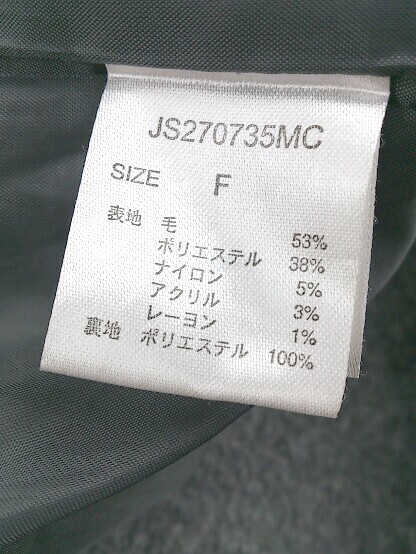 JS270735MC
SIZE F
表地 毛 53%
ポリエステル 38%
ナイロン 5%
アクリル 3%
レーヨン 1%
裏地 ポリエステル 100%